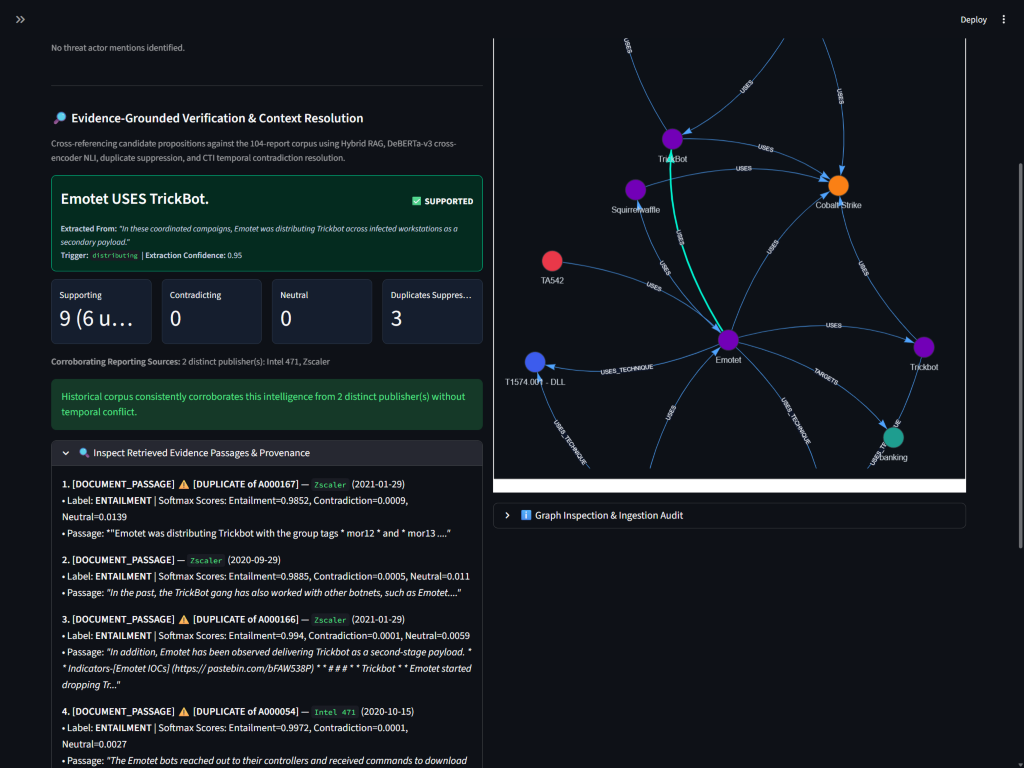 Deploy
No threat actor mentions identified.
Evidence-Grounded Verification & Context Resolution
Cross-referencing candidate propositions against the 104-report corpus using Hybrid RAG, DeBERTa-v3 cross-
encoder NLI, duplicate suppression, and CTI temporal contradiction resolution.
Emotet USES TrickBot.
SUPPORTED
Extracted From: "In these coordinated campaigns, Emotet was distributing Trickbot across infected workstations as a
secondary payload."
Trigger: distributing | Extraction Confidence: 0.95
Supporting
9 (6 u…
Contradicting
0
Neutral
0
Duplicates Suppres…
3
Corroborating Reporting Sources: 2 distinct publisher(s): Intel 471, Zscaler
Historical corpus consistently corroborates this intelligence from 2 distinct publisher(s) without
temporal conflict.
Inspect Retrieved Evidence Passages & Provenance
1. [DOCUMENT_PASSAGE] ⚠️ [DUPLICATE of A000167] — Zscaler (2021-01-29)
• Label: ENTAILMENT | Softmax Scores: Entailment=0.9852, Contradiction=0.0009,
Neutral=0.0139
• Passage: *"Emotet was distributing Trickbot with the group tags * mor12 * and * mor13 ...."
2. [DOCUMENT_PASSAGE] — Zscaler (2020-09-29)
• Label: ENTAILMENT | Softmax Scores: Entailment=0.9885, Contradiction=0.0005, Neutral=0.011
• Passage: "In the past, the TrickBot gang has also worked with other botnets, such as Emotet...."
3. [DOCUMENT_PASSAGE] ⚠️ [DUPLICATE of A000166] — Zscaler (2021-01-29)
• Label: ENTAILMENT | Softmax Scores: Entailment=0.994, Contradiction=0.0001, Neutral=0.0059
• Passage: "In addition, Emotet has been observed delivering Trickbot as a second-stage payload. *
* Indicators-[Emotet IOCs] (https:// pastebin.com/bFAW538P) * * # # # * * Trickbot * * Emotet started
dropping Tr..."
4. [DOCUMENT_PASSAGE] ⚠️ [DUPLICATE of A000054] — Intel 471 (2020-10-15)
• Label: ENTAILMENT | Softmax Scores: Entailment=0.9972, Contradiction=0.0001,
Neutral=0.0027
• Passage: "The Emotet bots reached out to their controllers and received commands to download
USES
USES
USES
TrickBot
USES
USES
Squirrelwaffle
Cobalt Strike
USES
USES
USES
USES
TA542
USES
USES
Emotet
Trickbot
T1574.001 - DLL
USES_TECHNIQUE
TARGETS
USES
USES_TECHNIQUE
USES_TECHNIQUE
banking
Graph Inspection & Ingestion Audit